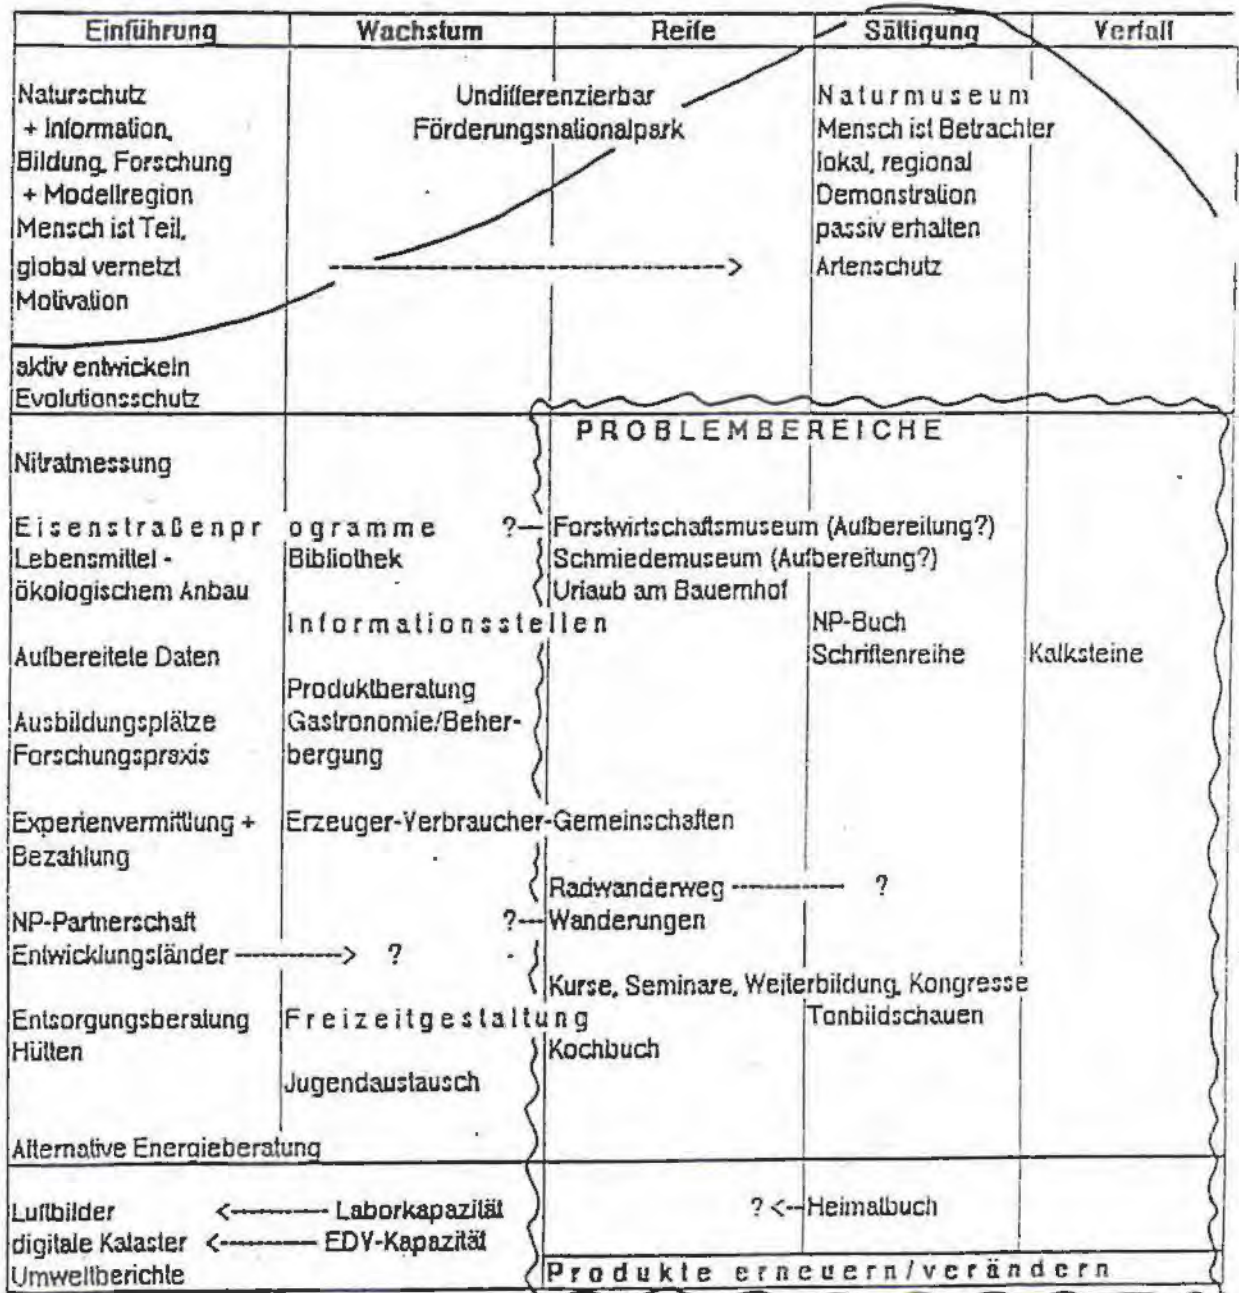 Einführung Wachstum Reife Sättigung Verfall
Naturschutz Undifferenzierbar Naturmuseum
+ Information, Förderungsnationalpark Mensch ist Betrachter
Bildung, Forschung lokal, regional
+ Modellregion Demonstration
Mensch ist Teil, passiv erhalten
global vernetzt -----------> Artenschutz
Motivation
aktiv entwickeln
Evolutionsschutz
PROBLEMBEREICHE
Nitratmessung
Eisenstraßenprogramme ?-- Forstwirtschaftsmuseum (Aufbereitung?)
Lebensmittel - Bibliothek Schmiedemuseum (Aufbereitung?)
ökologischem Anbau Urlaub am Bauernhof
Informationsstellen NP-Buch
Aufbereitete Daten Schriftenreihe Kalksteine
Produktberatung
Ausbildungsplätze Gastronomie/Beher-
Forschungspraxis bergung
Experienvermittlung + Erzeuger-Verbraucher-Gemeinschaften
Bezahlung
Radwanderweg -------- ?
NP-Partnerschaft ?-- Wanderungen
Entwicklungsländer --------> ?
Kurse, Seminare, Weiterbildung, Kongresse
Entsorgungsberatung Freizeitgestaltung Tonbildschauen
Hütten Kochbuch
Jugendaustausch
Alternative Energieberatung
Luftbilder <-------- Laborkapazität ? <-- Heimatbuch
digitale Kataster <-------- EDV-Kapazität
Umweltberichte Produkte erneuern/verändern